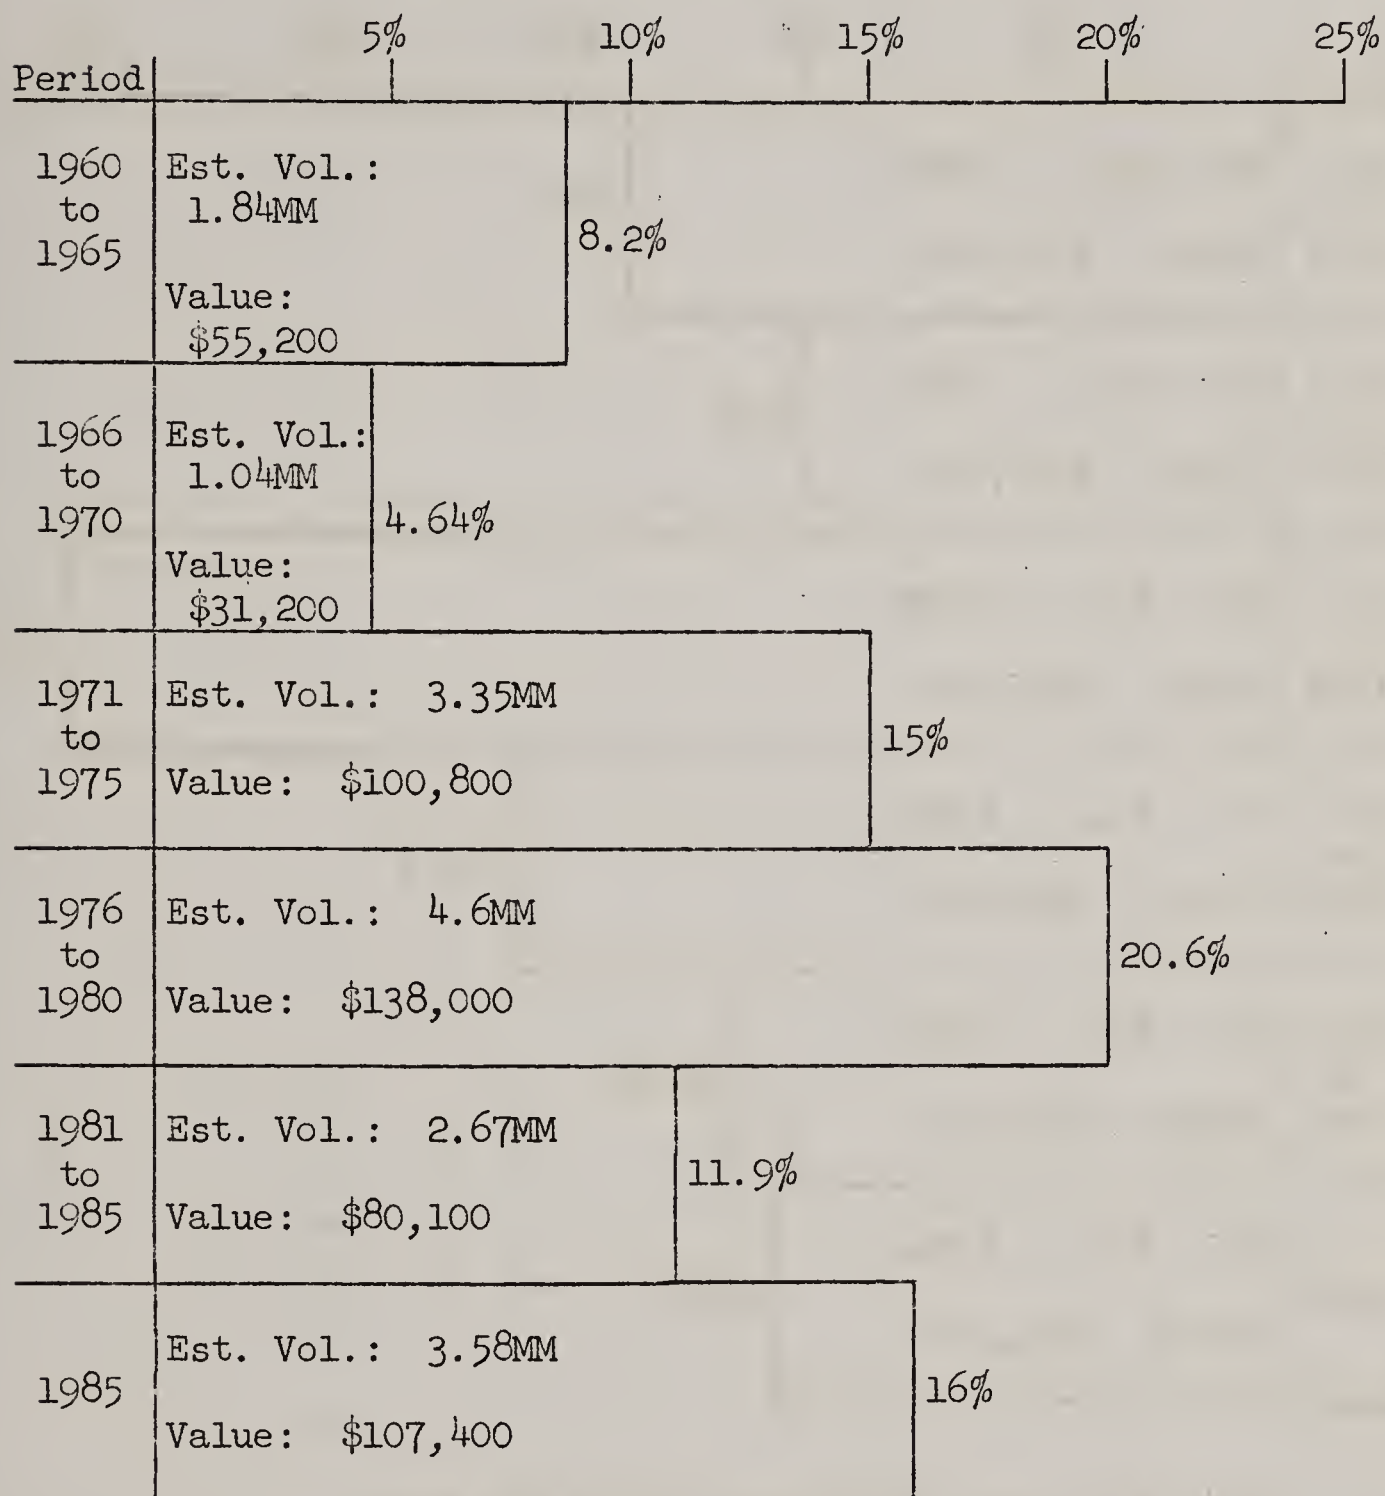 5% 10% 15% 20% 25%
Period
1960 to 1965
Est. Vol.:
1.84MM
Value:
$55,200
8.2%
1966 to 1970
Est. Vol.:
1.04MM
Value:
$31,200
4.64%
1971 to 1975
Est. Vol.: 3.35MM
Value: $100,800
15%
1976 to 1980
Est. Vol.: 4.6MM
Value: $138,000
20.6%
1981 to 1985
Est. Vol.: 2.67MM
Value: $80,100
11.9%
1985
Est. Vol.: 3.58MM
Value: $107,400
16%